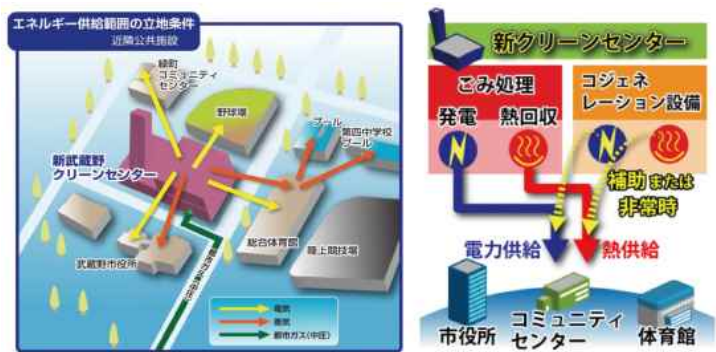 エネルギー供給範囲の立地条件
近隣公共施設
緑町
コミュニティ
センター
野球場
プール
第四中学校
プール
新武蔵野
クリーンセンター
総合体育館
陸上競技場
武蔵野市役所
都市ガス(中圧)
電気
蒸気
都市ガス(中圧)
新クリーンセンター
ごみ処理
発電
熱回収
コジェネ
レーション設備
補助または
非常時
電力供給
熱供給
市役所
コミュニティ
センター
体育館